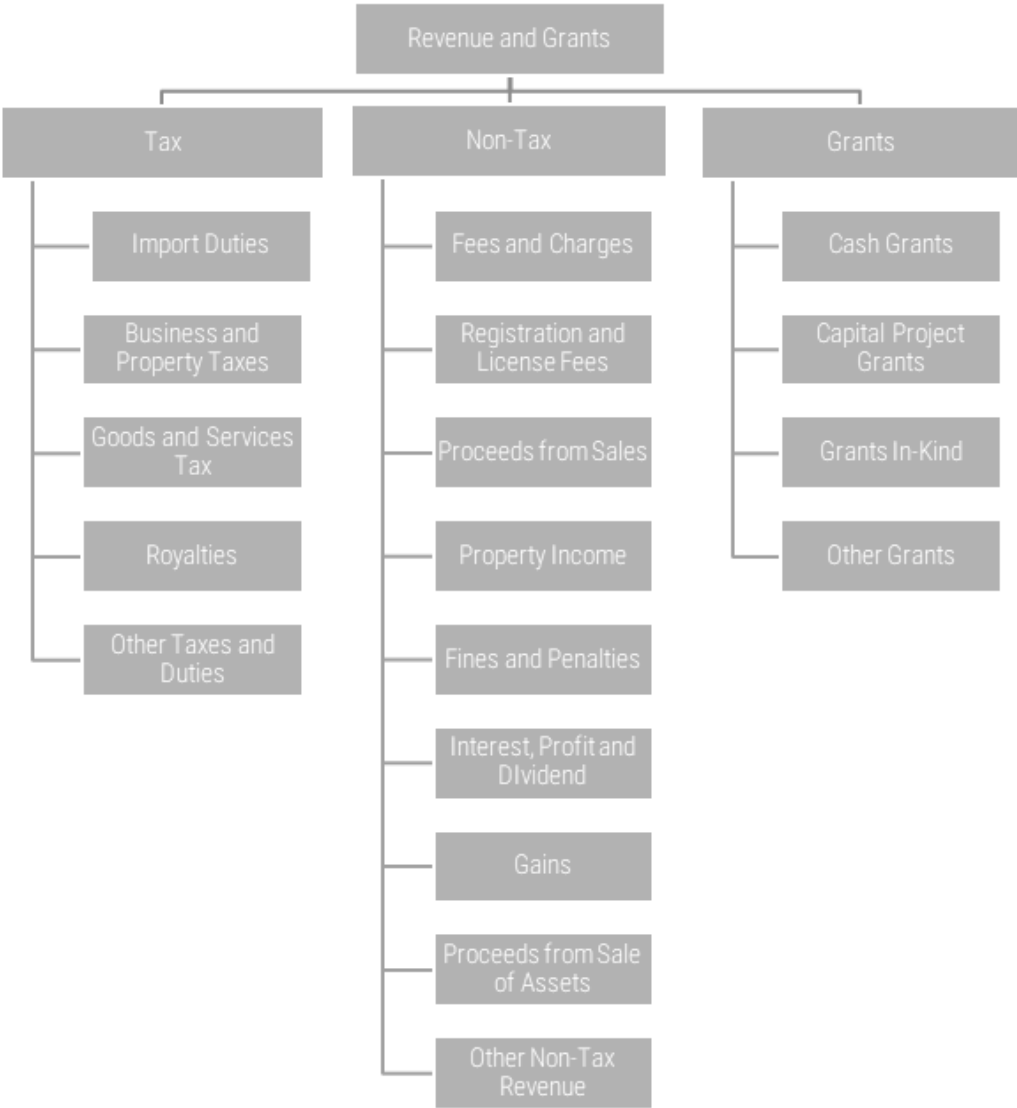 Revenue and Grants
Tax
Non-Tax
Grants
Import Duties
Business and
Property Taxes
Goods and Services
Tax
Royalties
Other Taxes and
Duties
Fees and Charges
Registration and
License Fees
Proceeds from Sales
Property Income
Fines and Penalties
Interest, Profit and
DIvidend
Gains
Proceeds from Sale
of Assets
Other Non-Tax
Revenue
Cash Grants
Capital Project
Grants
Grants In-Kind
Other Grants